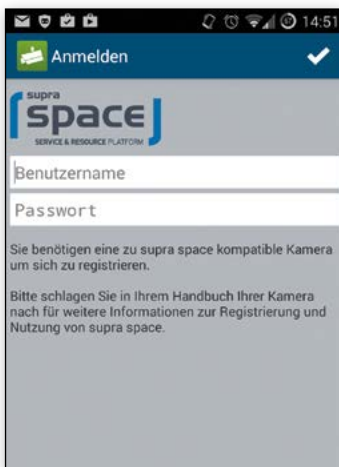 14:51
Anmelden
supra
space
SERVICE & RESOURCE PLATFORM
Benutzername
Passwort
Sie benötigen eine zu supra space kompatible Kamera
um sich zu registrieren.
Bitte schlagen Sie in Ihrem Handbuch Ihrer Kamera
nach für weitere Informationen zur Registrierung und
Nutzung von supra space.